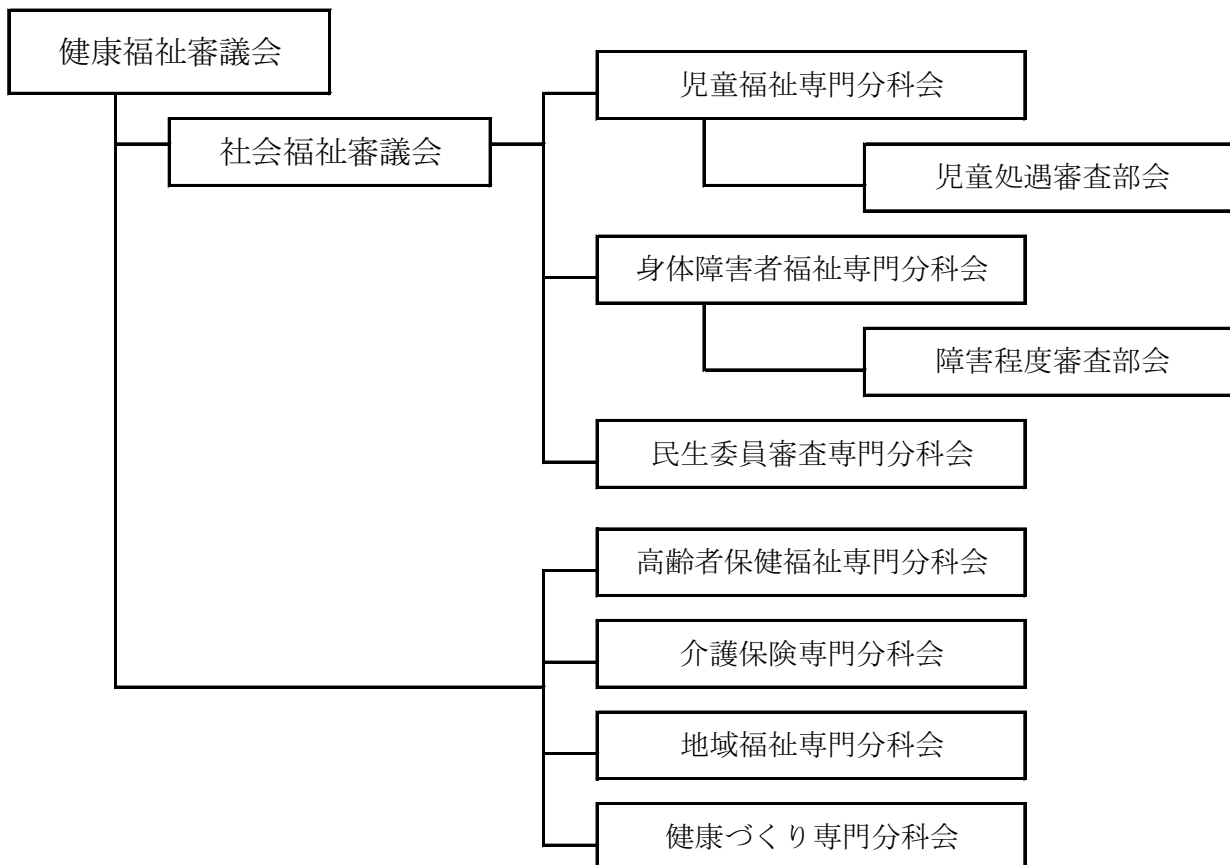 健康福祉審議会
社会福祉審議会
児童福祉専門分科会
児童処遇審査部会
身体障害者福祉専門分科会
障害程度審査部会
民生委員審査専門分科会
高齢者保健福祉専門分科会
介護保険専門分科会
地域福祉専門分科会
健康づくり専門分科会